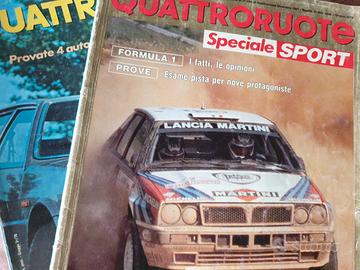 UATTR
Provate 4 auto
QUATTRORUOTE
Speciale SPORT
FORMULA 1 I fatti, le opinioni
PROVE Esame pista per nove protagoniste
LANCIA MARTINI
MARTINI